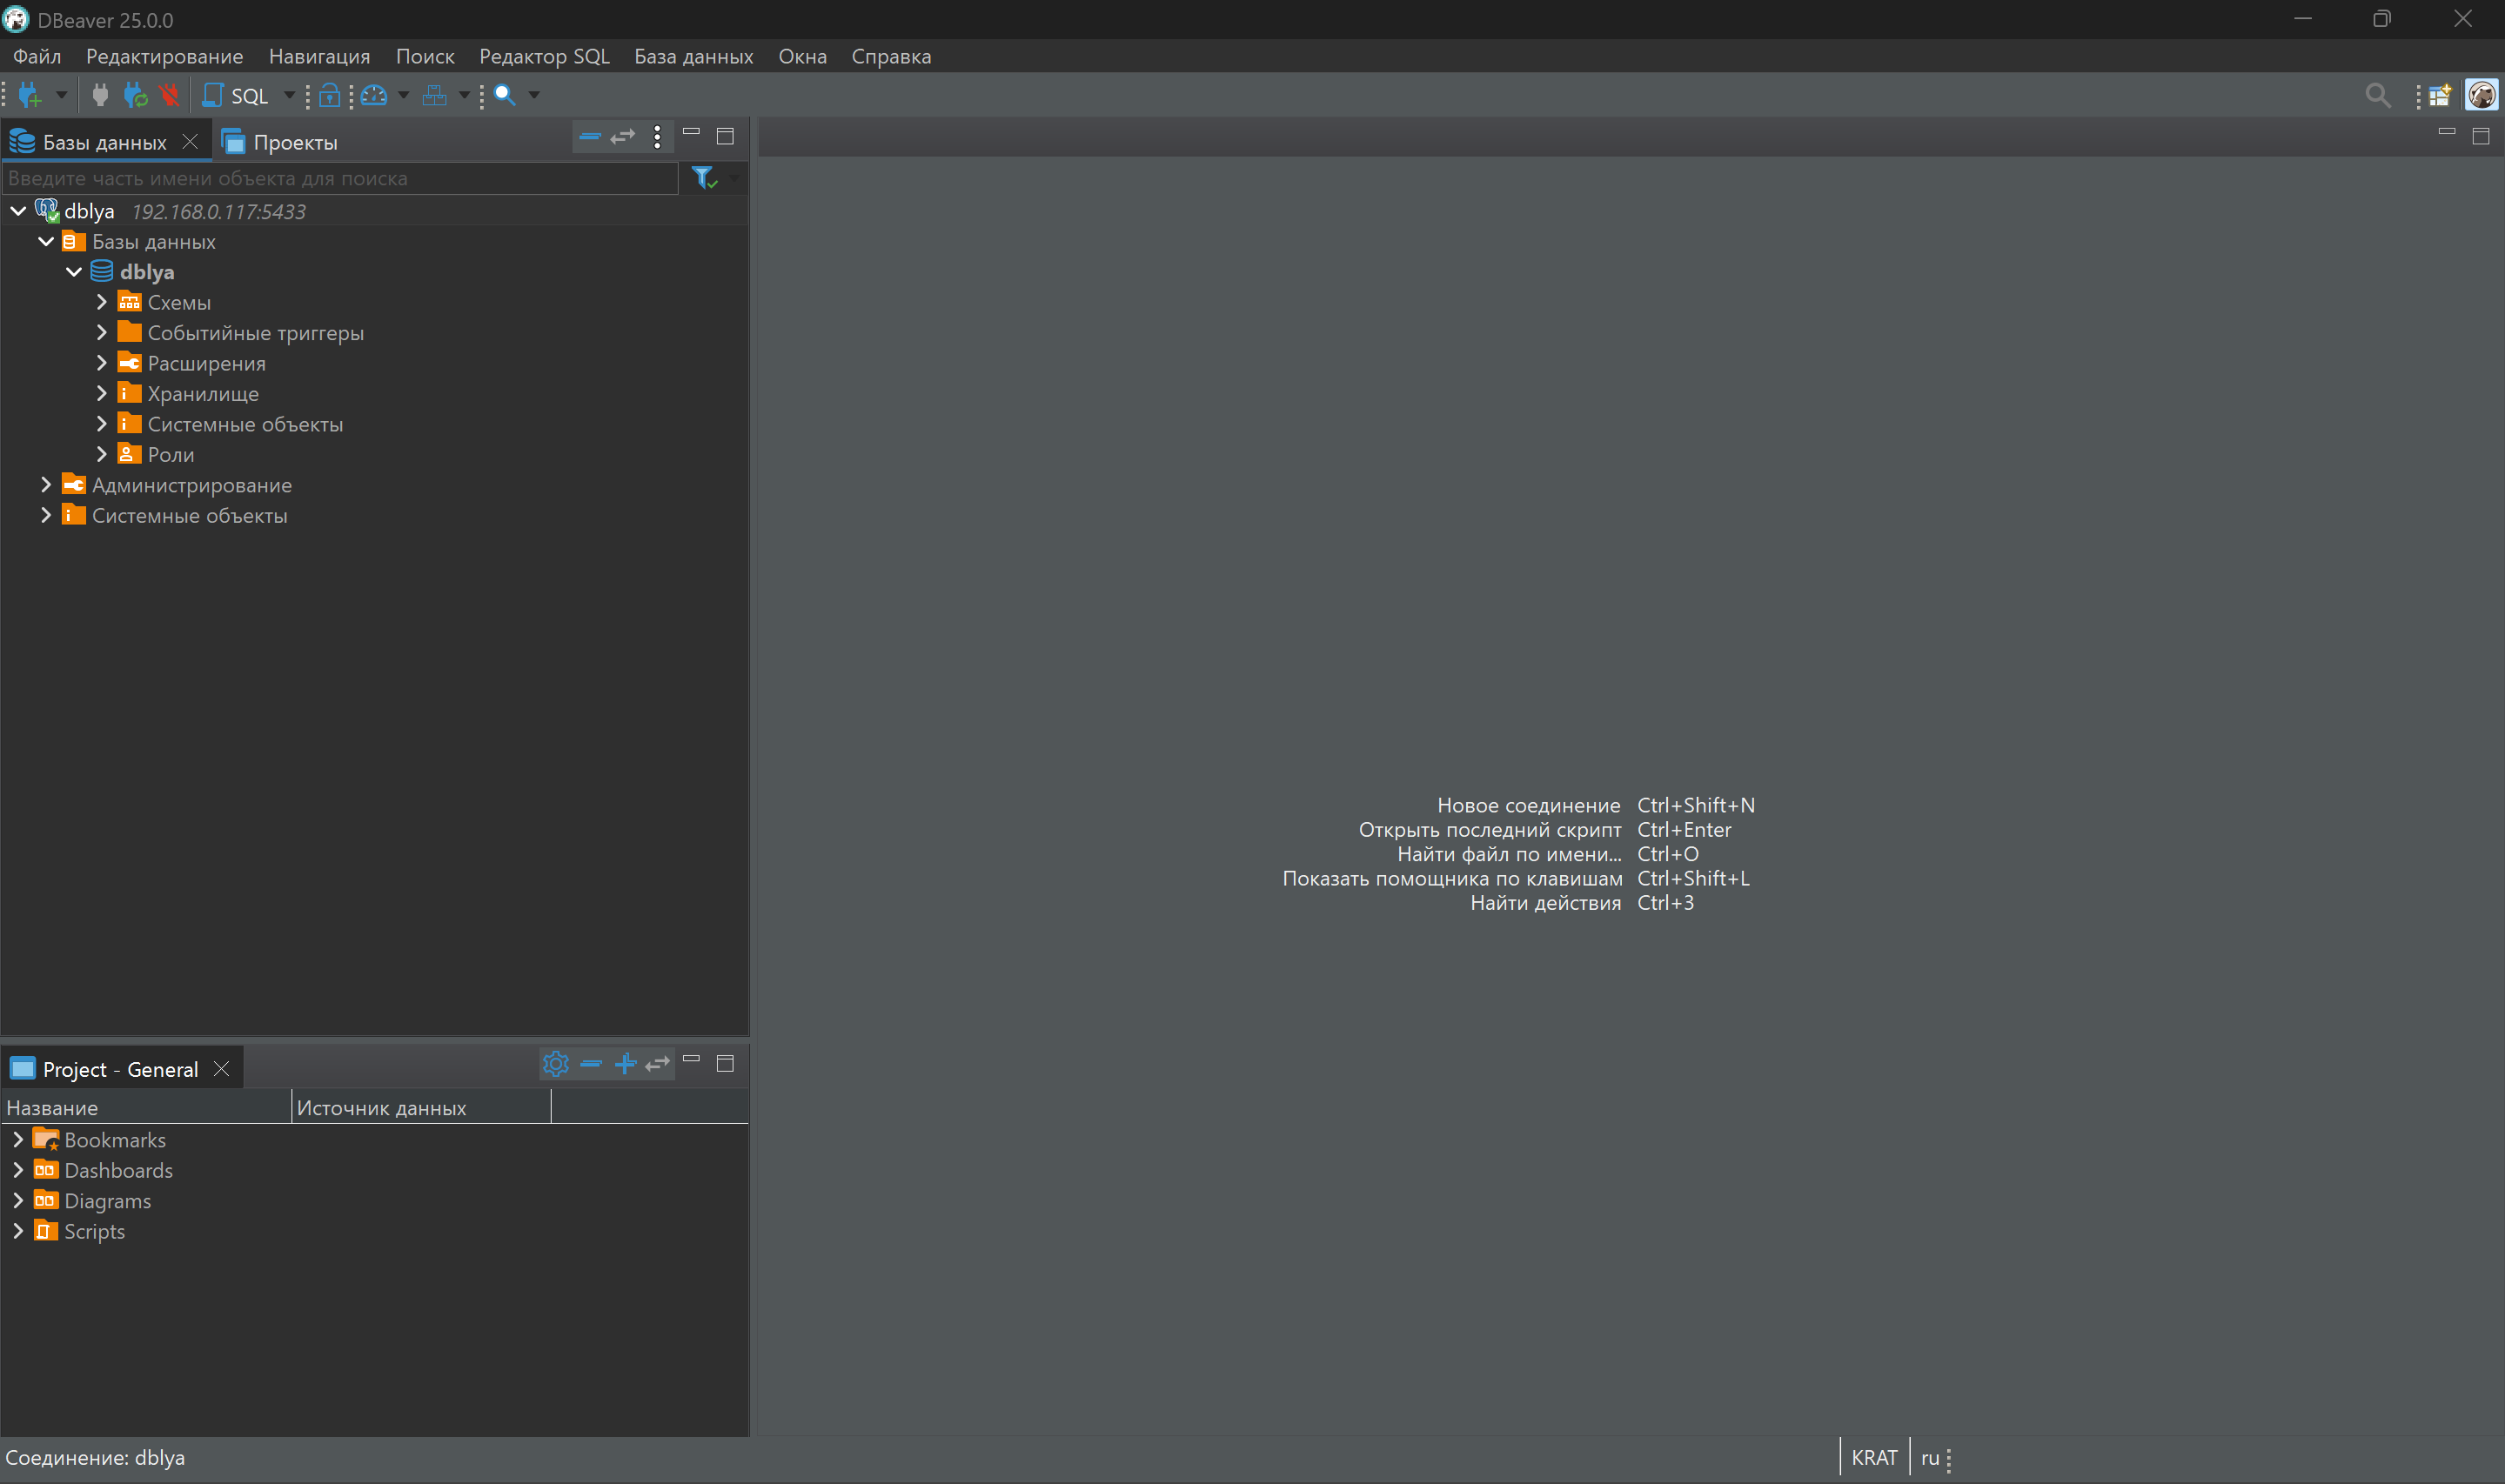 DBeaver 25.0.0
Файл Редактирование Навигация Поиск Редактор SQL База данных Окна Справка
SQL
Базы данных Проекты
Введите часть имени объекта для поиска
dblya 192.168.0.117:5433
Базы данных
dblya
Схемы
Событийные триггеры
Расширения
Хранилище
Системные объекты
Роли
Администрирование
Системные объекты
Новое соединение Ctrl+Shift+N
Открыть последний скрипт Ctrl+Enter
Найти файл по имени... Ctrl+O
Показать помощника по клавишам Ctrl+Shift+L
Найти действия Ctrl+3
Project - General
Название Источник данных
Bookmarks
Dashboards
Diagrams
Scripts
Соединение: dblya KRAT ru